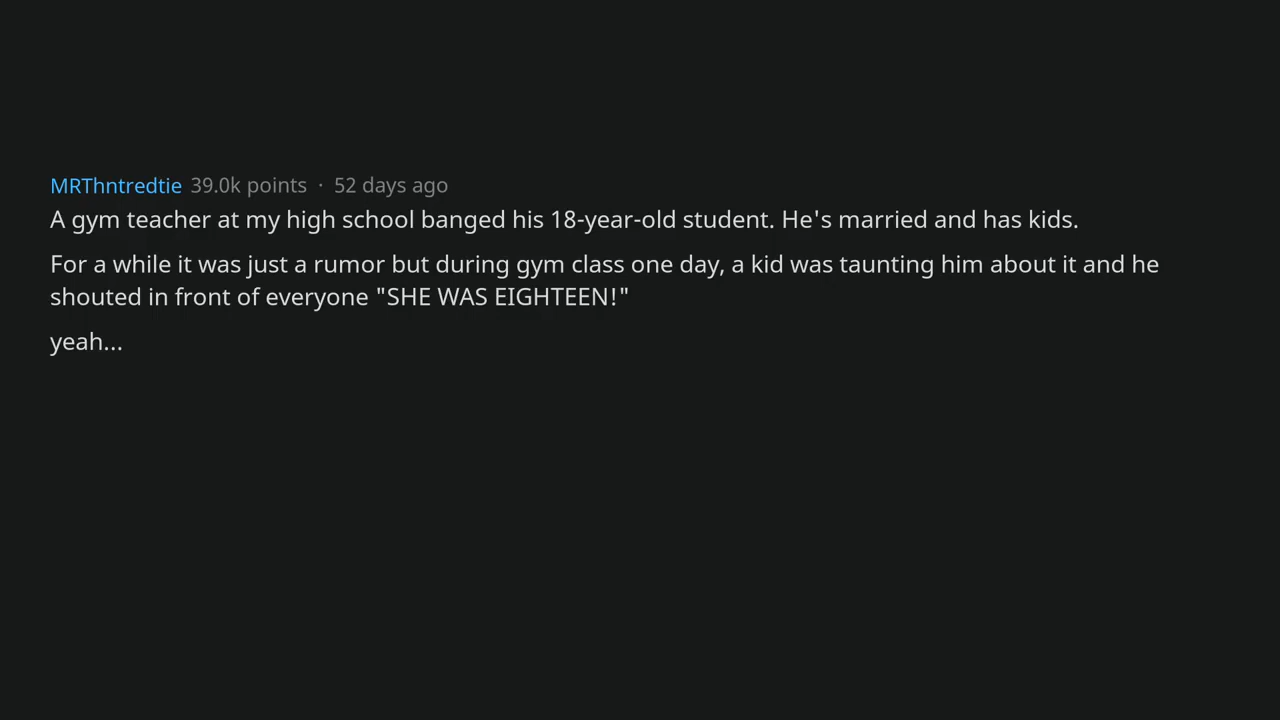 MRThntredtie 39.0k points · 52 days ago
A gym teacher at my high school banged his 18-year-old student. He's married and has kids.
For a while it was just a rumor but during gym class one day, a kid was taunting him about it and he
shouted in front of everyone "SHE WAS EIGHTEEN!"
yeah...